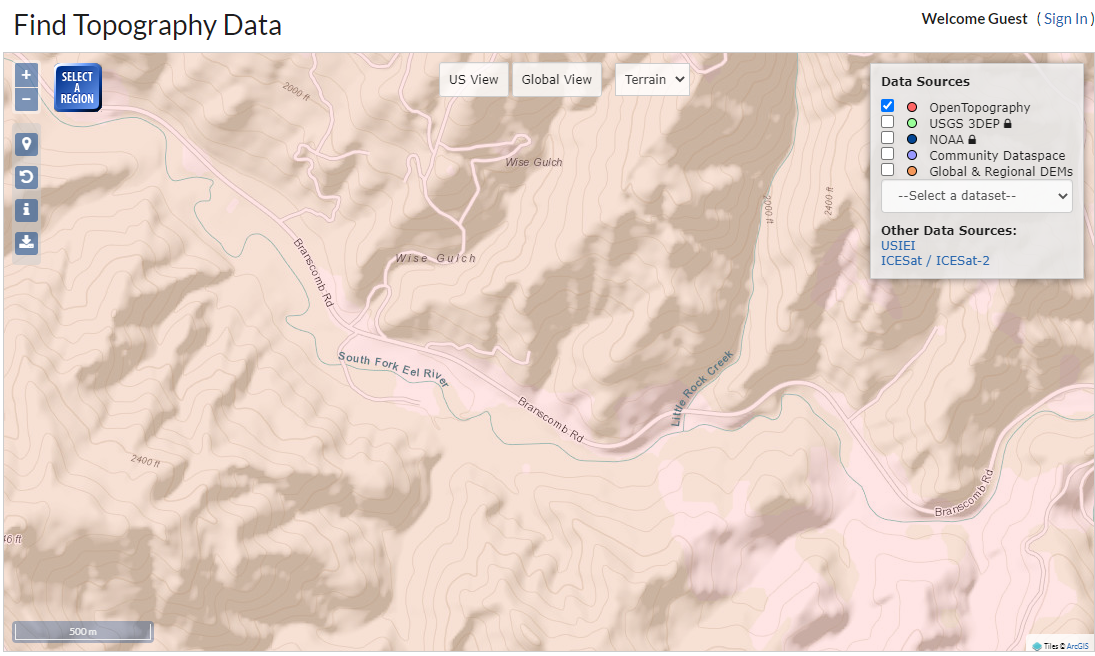 Find Topography Data
Welcome Guest ( Sign In )
+
−
SELECT
A
REGION
US View
Global View
Terrain
Data Sources
OpenTopography
USGS 3DEP
NOAA
Community Dataspace
Global & Regional DEMs
--Select a dataset--
Other Data Sources:
USIEI
ICESat / ICESat-2
2000 ft
Wise Gulch
2000 ft
2400 ft
Branscomb Rd
Wise Gulch
South Fork Eel River
Little Rock Creek
Branscomb Rd
2400 ft
Branscomb Rd
46 ft
500 m
Tiles © ArcGIS